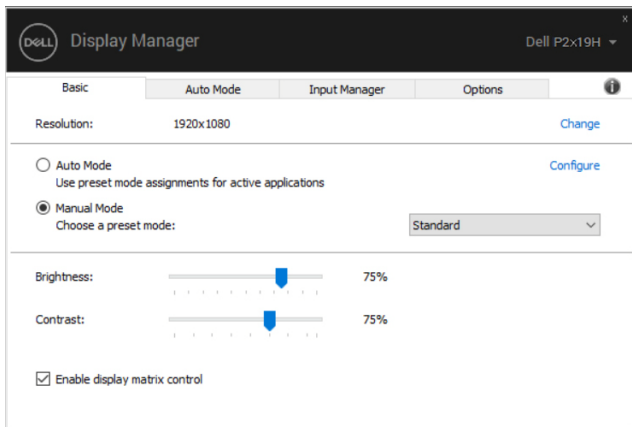 x
DELL Display Manager Dell P2x19H
Basic Auto Mode Input Manager Options i
Resolution: 1920x1080 Change
Auto Mode Configure
Use preset mode assignments for active applications
Manual Mode
Choose a preset mode: Standard
Brightness: 75%
Contrast: 75%
Enable display matrix control